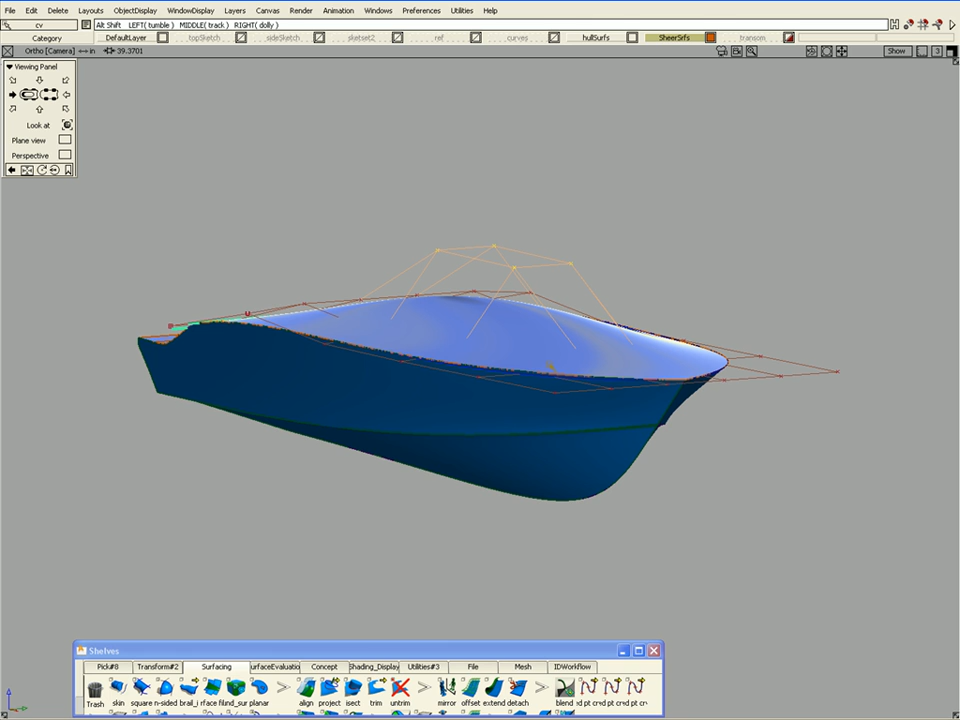 File Edit Delete Layouts ObjectDisplay WindowDisplay Layers Canvas Render Animation Windows Preferences Utilities Help
cv Alt Shift LEFT( tumble ) MIDDLE( track ) RIGHT( dolly )
Category DefaultLayer topSketch sideSketch sketset2 ref curves hullSurfs SheerSrfs transom
Ortho [Camera] in 39.3701 Show 3
Viewing Panel
Look at
Plane view
Perspective
Shelves
Pick#8 Transform#2 Surfacing urfaceEvaluatio Concept Shading_Display Utilities#3 File Mesh IDWorkflow
Trash skin square n-sided planar align project isect trim untrim mirror offset extend detach blend